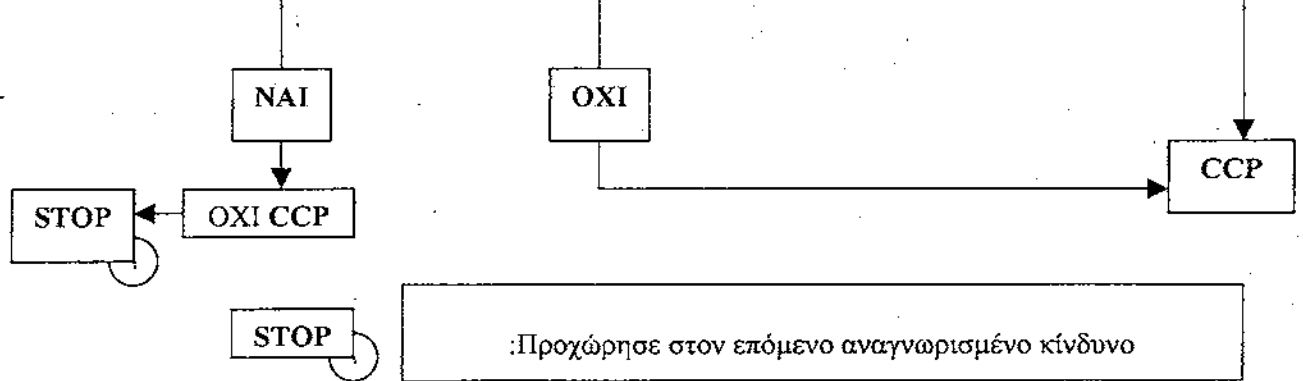 ΝΑΙ
ΟΧΙ
CCP
STOP
ΟΧΙ CCP
STOP
:Προχώρησε στον επόμενο αναγνωρισμένο κίνδυνο